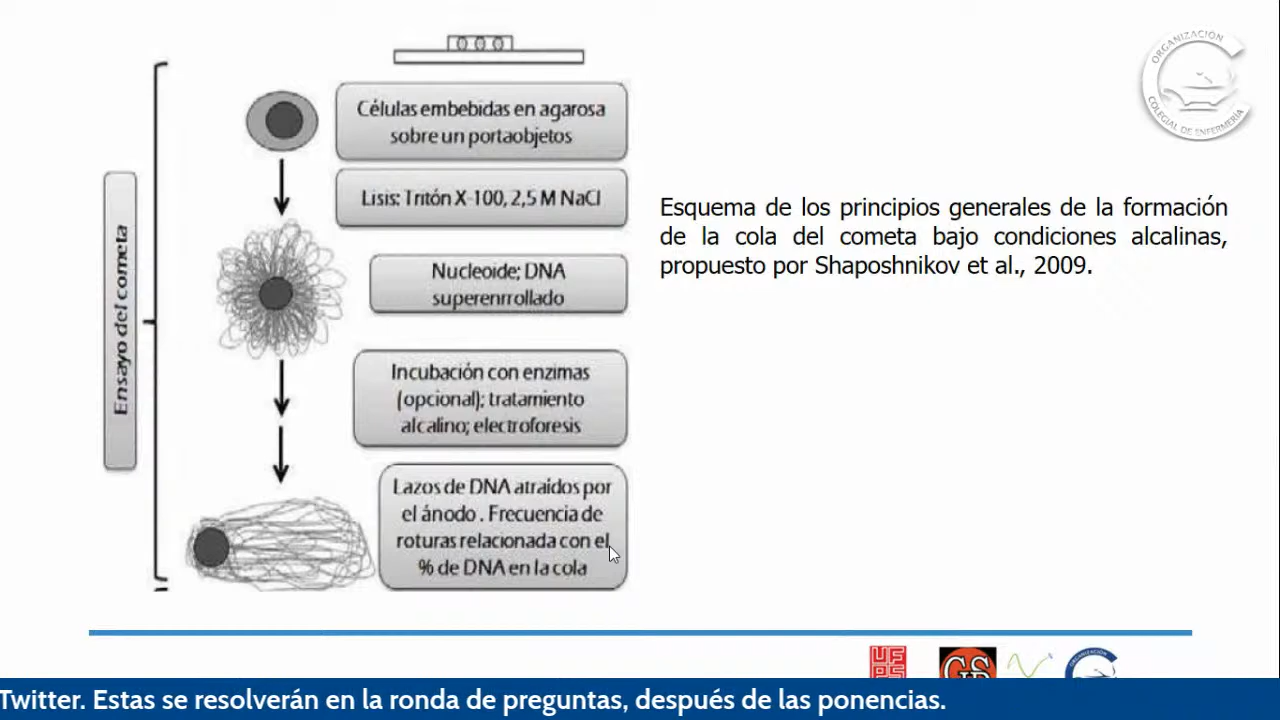 Ensayo del cometa
Células embebidas en agarosa
sobre un portaobjetos
Lisis: Tritón X-100, 2,5 M NaCl
Nucleoide; DNA
superenrrollado
Incubación con enzimas
(opcional); tratamiento
alcalino; electroforesis
Lazos de DNA atraídos por
el ánodo . Frecuencia de
roturas relacionada con el
% de DNA en la cola
ORGANIZACIÓN
COLEGIAL DE ENFERMERÍA
Esquema de los principios generales de la formación
de la cola del cometa bajo condiciones alcalinas,
propuesto por Shaposhnikov et al., 2009.
ORGANIZACIÓN
Twitter. Estas se resolverán en la ronda de preguntas, después de las ponencias.